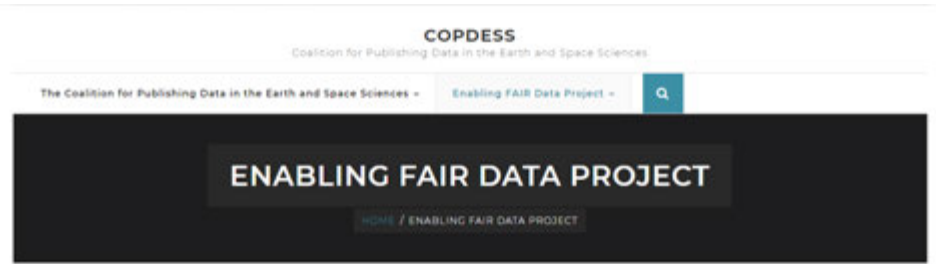 COPDESS
Coalition for Publishing Data in the Earth and Space Sciences
The Coalition for Publishing Data in the Earth and Space Sciences Enabling FAIR Data Project
ENABLING FAIR DATA PROJECT
HOME / ENABLING FAIR DATA PROJECT